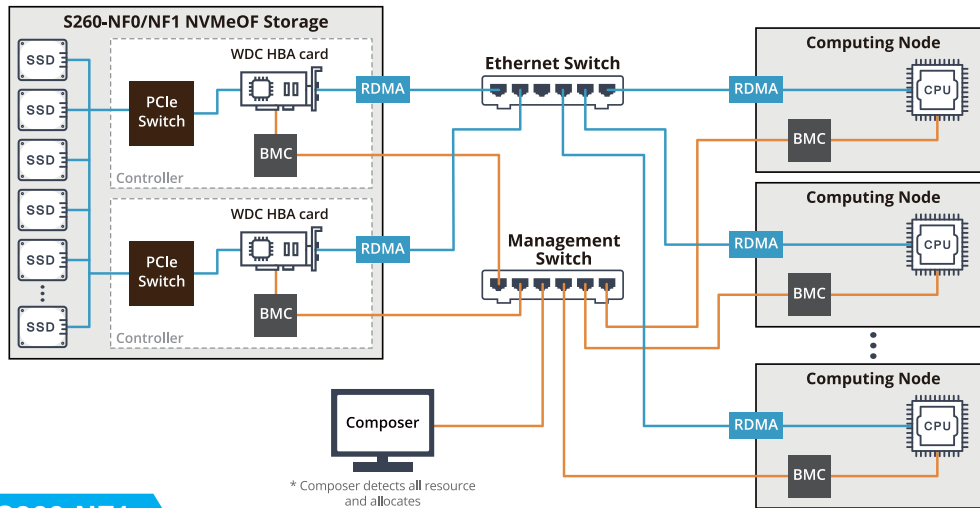 S260-NF0/NF1 NVMeOF Storage
SSD
SSD
SSD
SSD
SSD
SSD
WDC HBA card
PCIe
Switch
BMC
Controller
RDMA
WDC HBA card
PCIe
Switch
BMC
Controller
RDMA
Ethernet Switch
Management
Switch
Composer
* Composer detects all resource
and allocates
Computing Node
RDMA
CPU
BMC
Computing Node
RDMA
CPU
BMC
Computing Node
RDMA
CPU
BMC